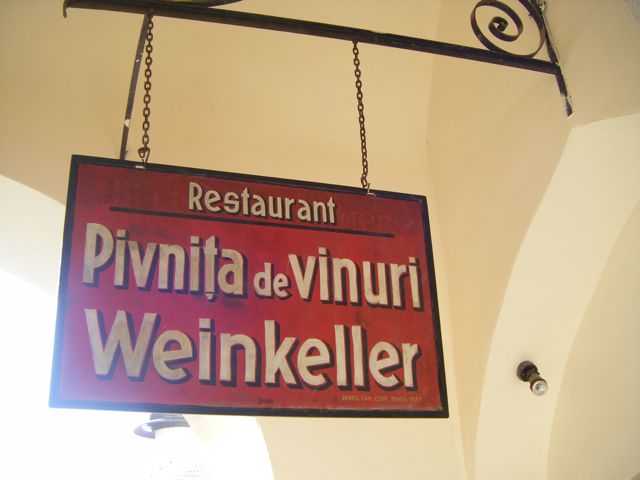 Restaurant
Pivnița de vinuri
Weinkeller